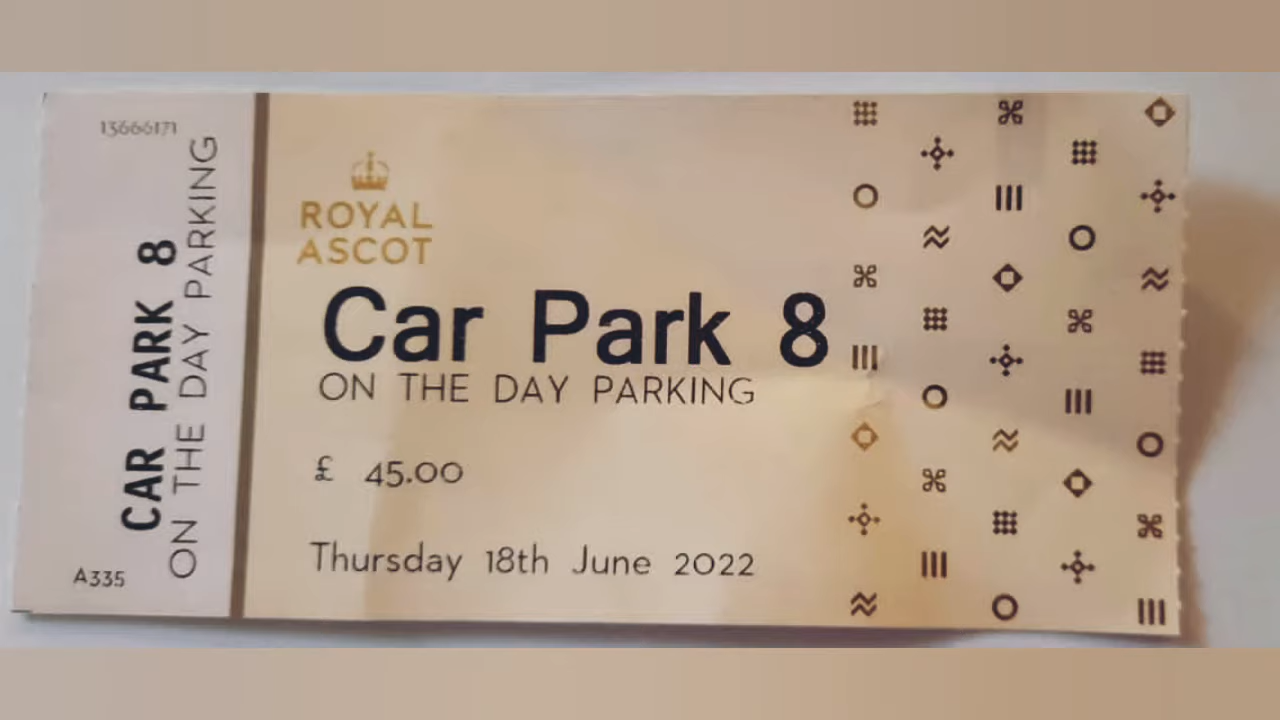 13666171
CAR PARK 8
ON THE DAY PARKING
A335
ROYAL
ASCOT
Car Park 8
ON THE DAY PARKING
£ 45.00
Thursday 18th June 2022